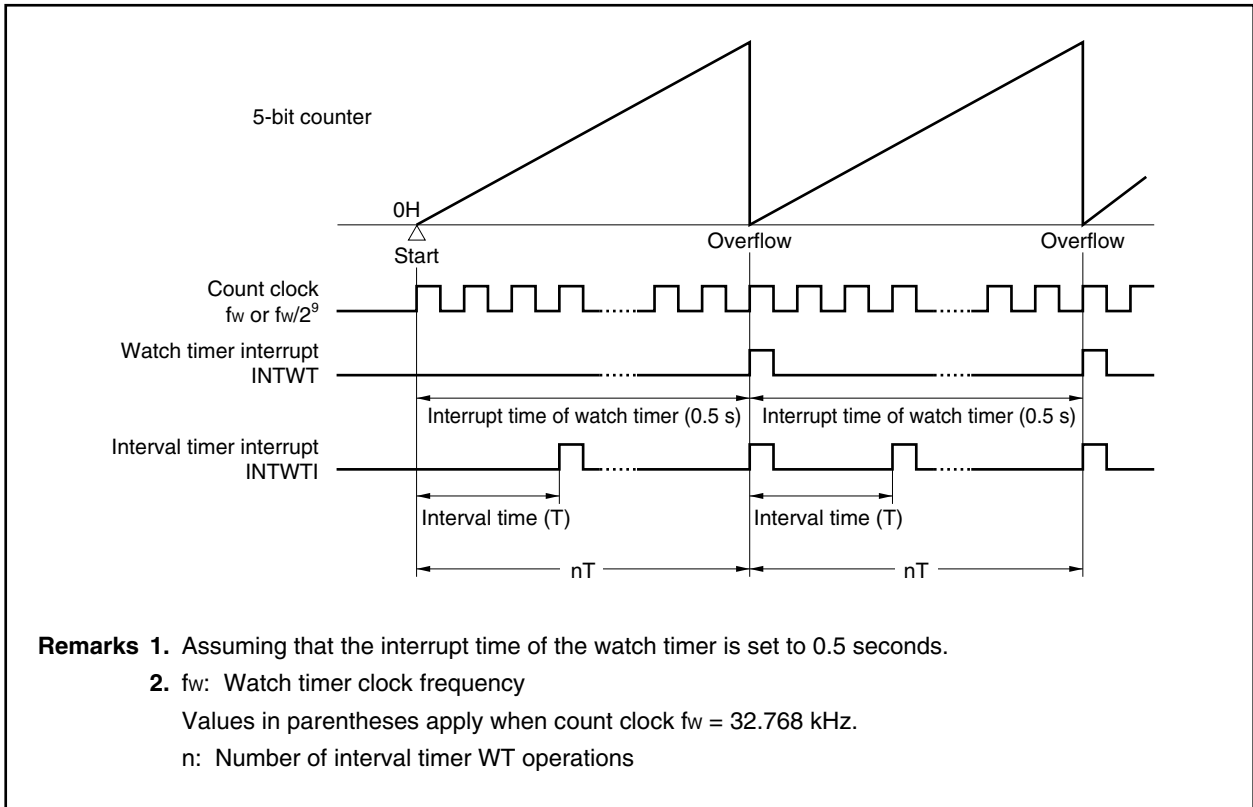 5-bit counter
0H
Start
Overflow
Overflow
Count clock
fw or fw/2⁹
Watch timer interrupt
INTWT
Interrupt time of watch timer (0.5 s)
Interrupt time of watch timer (0.5 s)
Interval timer interrupt
INTWTI
Interval time (T)
Interval time (T)
nT
nT
Remarks 1. Assuming that the interrupt time of the watch timer is set to 0.5 seconds.
2. fw: Watch timer clock frequency
Values in parentheses apply when count clock fw = 32.768 kHz.
n: Number of interval timer WT operations